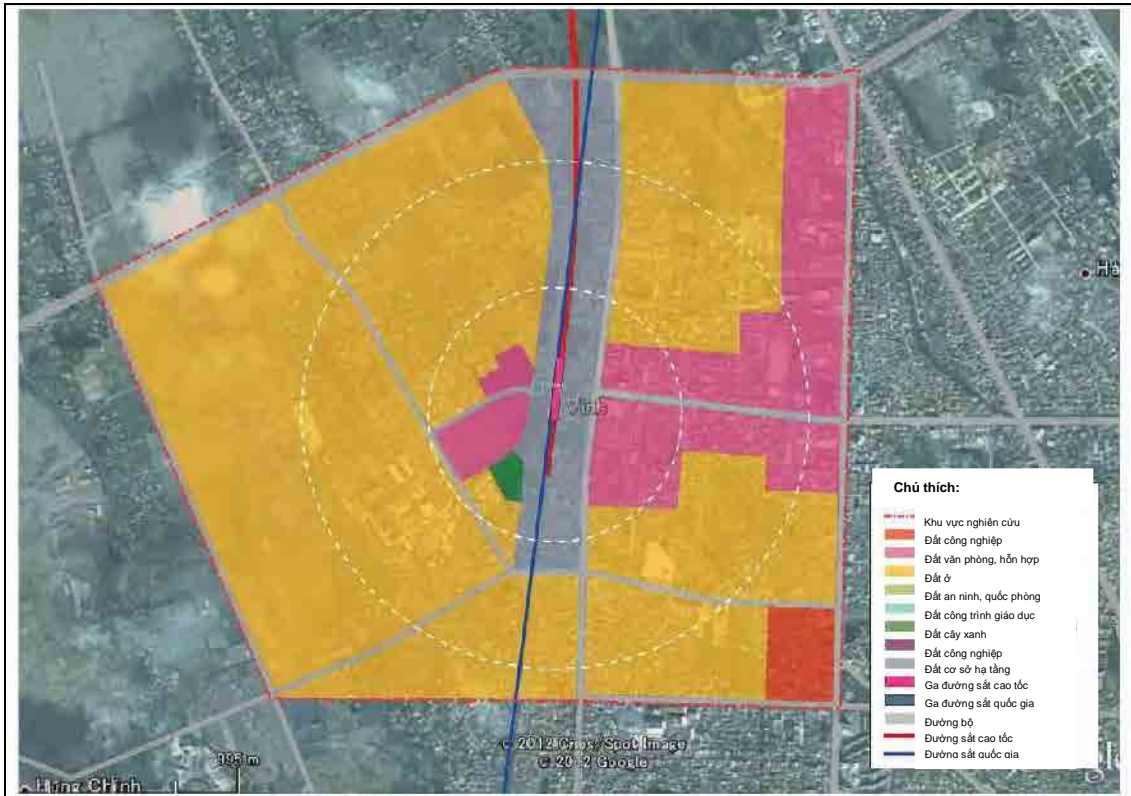 Vinh
Chú thích:
Khu vực nghiên cứu
Đất công nghiệp
Đất văn phòng, hỗn hợp
Đất ở
Đất an ninh, quốc phòng
Đất công trình giáo dục
Đất cây xanh
Đất công nghiệp
Đất cơ sở hạ tầng
Ga đường sắt cao tốc
Ga đường sắt quốc gia
Đường bộ
Đường sắt cao tốc
Đường sắt quốc gia
© 2012 Cnes/Spot Image
© 2012 Google
995 m
Hưng Chính